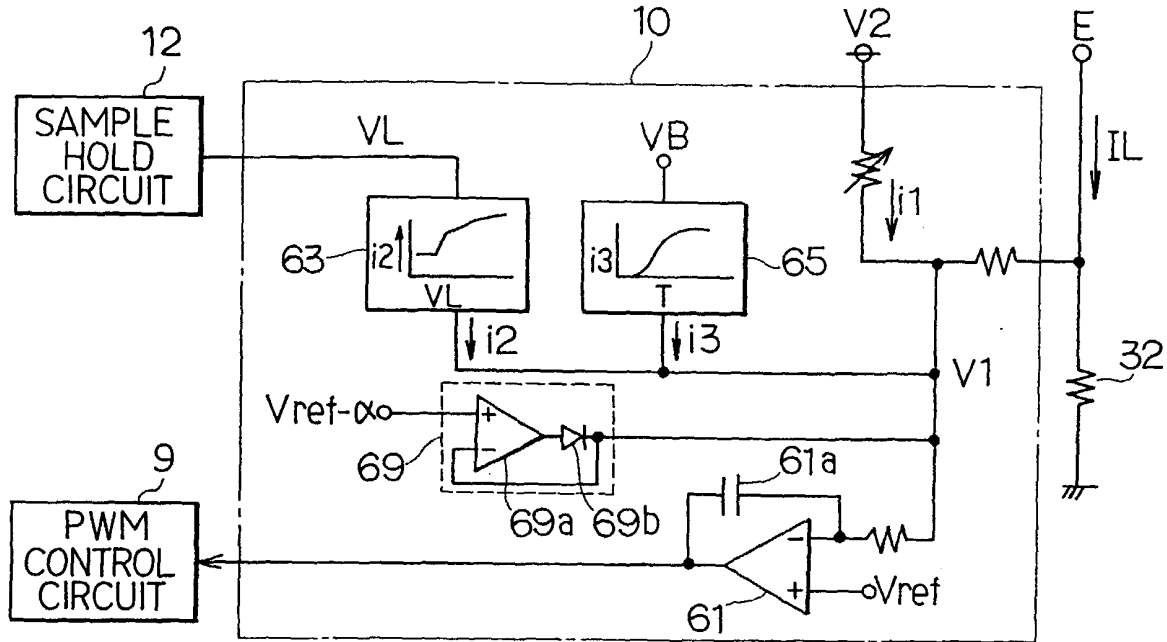 12
SAMPLE
HOLD
CIRCUIT
10
V2
E
VL
VB
IL
i1
63
i2
VL
i3
T
65
i2
i3
V1
32
Vref-α
+
-
69
69a
69b
61a
9
PWM
CONTROL
CIRCUIT
-
+
61
Vref